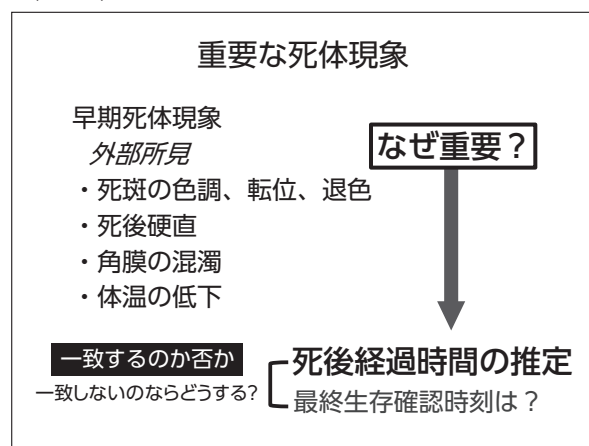 重要な死体現象
早期死体現象
外部所見
・死斑の色調、転位、退色
・死後硬直
・角膜の混濁
・体温の低下
なぜ重要？
一致するのか否か
一致しないのならどうする?
死後経過時間の推定
最終生存確認時刻は？